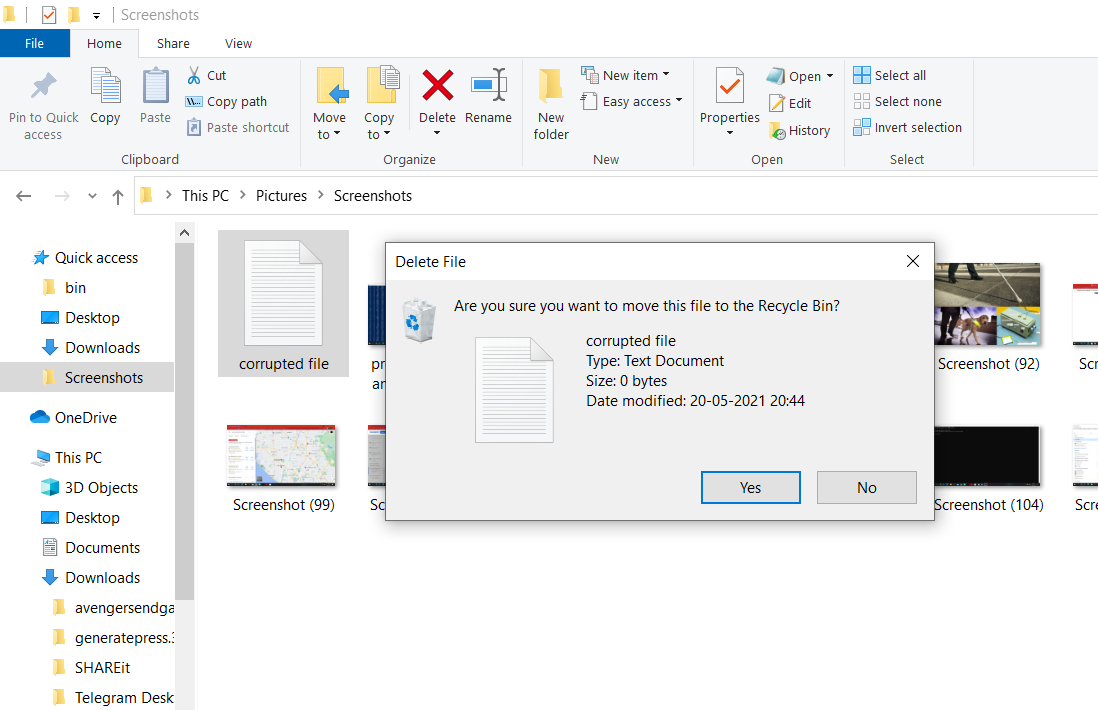 Screenshots
File Home Share View
Pin to Quick access
Copy
Paste
Cut
Copy path
Paste shortcut
Clipboard
Move to
Copy to
Delete
Rename
Organize
New folder
New item
Easy access
New
Properties
Open
Edit
History
Open
Select all
Select none
Invert selection
Select
This PC > Pictures > Screenshots
Quick access
bin
Desktop
Downloads
Screenshots
OneDrive
This PC
3D Objects
Desktop
Documents
Downloads
avengersendga
generatepress.3
SHAREit
Telegram Desk
corrupted file
pr
an
Screenshot (92)
Scr
Screenshot (99)
Sc
Screenshot (104)
Scre
Delete File
Are you sure you want to move this file to the Recycle Bin?
corrupted file
Type: Text Document
Size: 0 bytes
Date modified: 20-05-2021 20:44
Yes
No